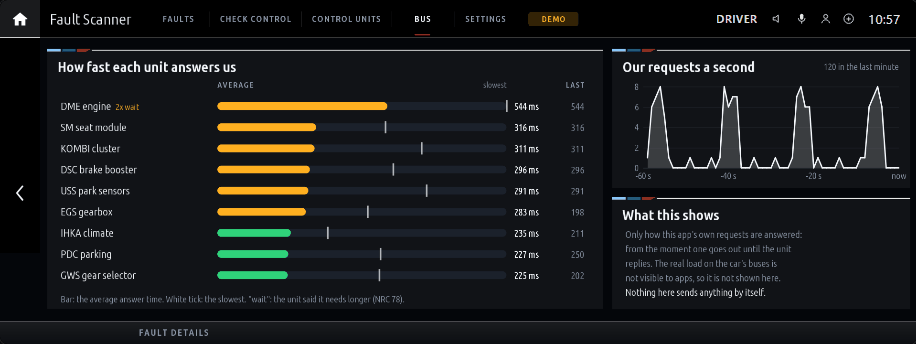 Fault Scanner
FAULTS
CHECK CONTROL
CONTROL UNITS
BUS
SETTINGS
DEMO
DRIVER
10:57
How fast each unit answers us
AVERAGE slowest LAST
DME engine 2x wait 544 ms 544
SM seat module 316 ms 316
KOMBI cluster 311 ms 311
DSC brake booster 296 ms 296
USS park sensors 291 ms 291
EGS gearbox 283 ms 198
IHKA climate 235 ms 211
PDC parking 227 ms 250
GWS gear selector 225 ms 202
Bar: the average answer time. White tick: the slowest. "wait": the unit said it needs longer (NRC 78).
Our requests a second 120 in the last minute
8
6
4
2
0
-60 s -40 s -20 s now
What this shows
Only how this app's own requests are answered:
from the moment one goes out until the unit
replies. The real load on the car's buses is
not visible to apps, so it is not shown here.
Nothing here sends anything by itself.
FAULT DETAILS